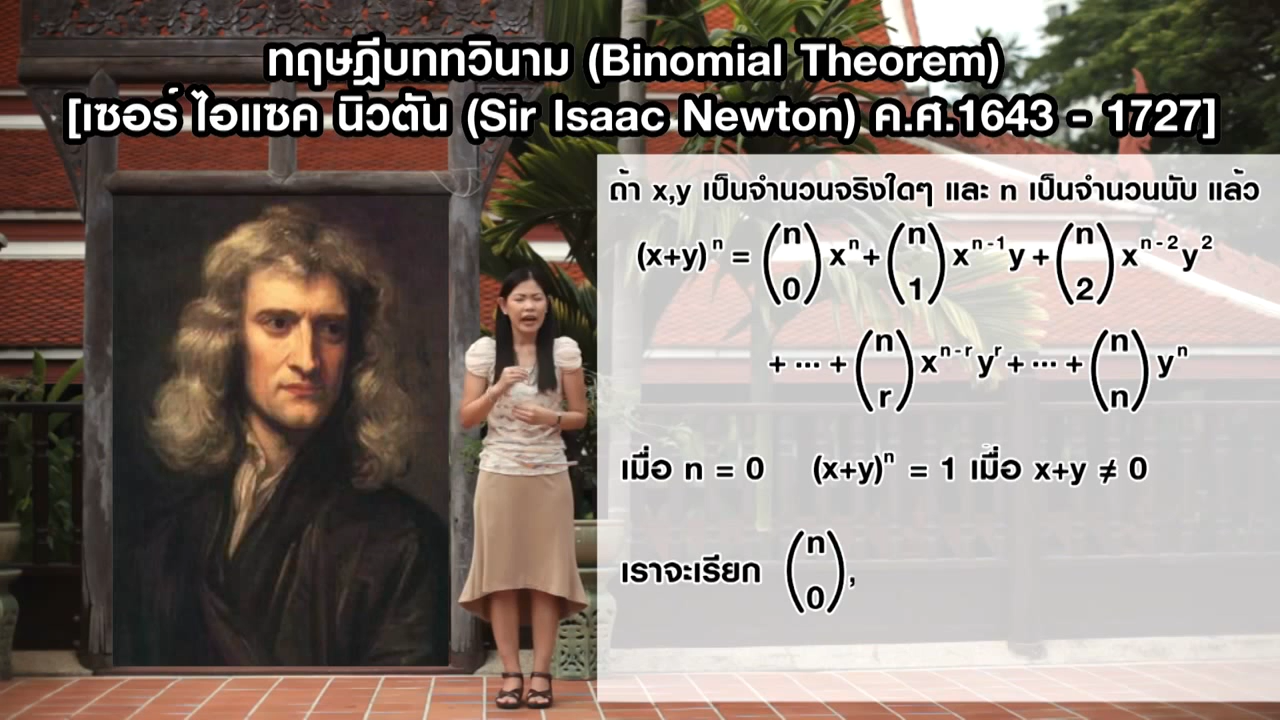 ทฤษฎีบททวินาม (Binomial Theorem)
[เซอร์ ไอแซค นิวตัน (Sir Isaac Newton) ค.ศ.1643 - 1727]
ถ้า x,y เป็นจำนวนจริงใดๆ และ n เป็นจำนวนนับ แล้ว
(x+y)ⁿ = (n 0) xⁿ + (n 1) xⁿ⁻¹y + (n 2) xⁿ⁻²y²
+ ... + (n r) xⁿ⁻ʳyʳ + ... + (n n) yⁿ
เมื่อ n = 0 (x+y)ⁿ = 1 เมื่อ x+y ≠ 0
เราจะเรียก (n 0),